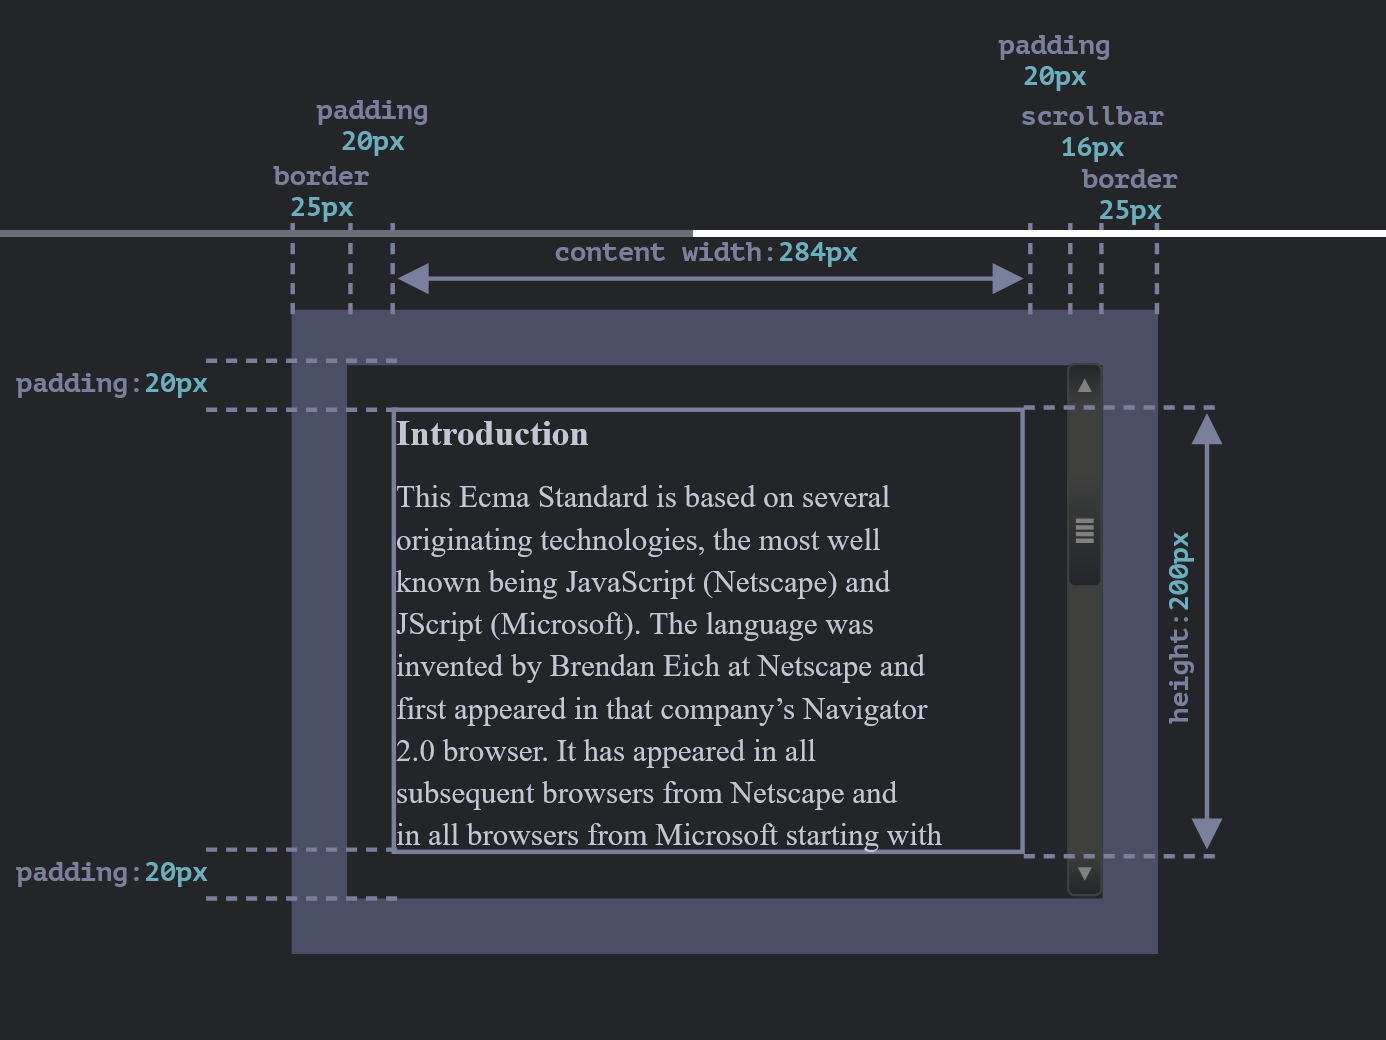 padding
20px
scrollbar
16px
border
25px
padding
20px
border
25px
content width:284px
padding:20px
Introduction
This Ecma Standard is based on several
originating technologies, the most well
known being JavaScript (Netscape) and
JScript (Microsoft). The language was
invented by Brendan Eich at Netscape and
first appeared in that company’s Navigator
2.0 browser. It has appeared in all
subsequent browsers from Netscape and
in all browsers from Microsoft starting with
height:200px
padding:20px